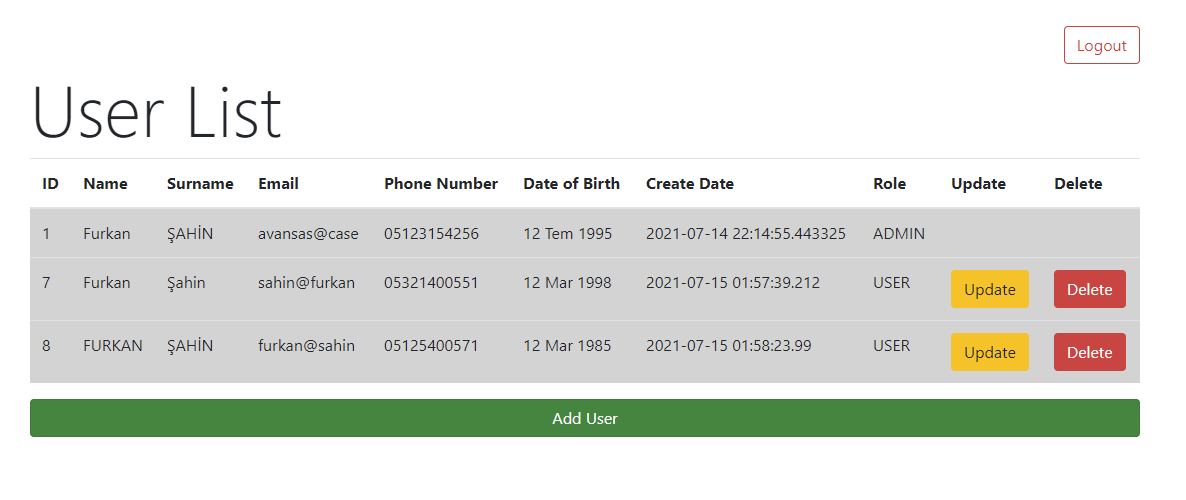 Logout
User List
ID Name Surname Email Phone Number Date of Birth Create Date Role Update Delete
1 Furkan ŞAHİN avansas@case 05123154256 12 Tem 1995 2021-07-14 22:14:55.443325 ADMIN
7 Furkan Şahin sahin@furkan 05321400551 12 Mar 1998 2021-07-15 01:57:39.212 USER Update Delete
8 FURKAN ŞAHİN furkan@sahin 05125400571 12 Mar 1985 2021-07-15 01:58:23.99 USER Update Delete
Add User